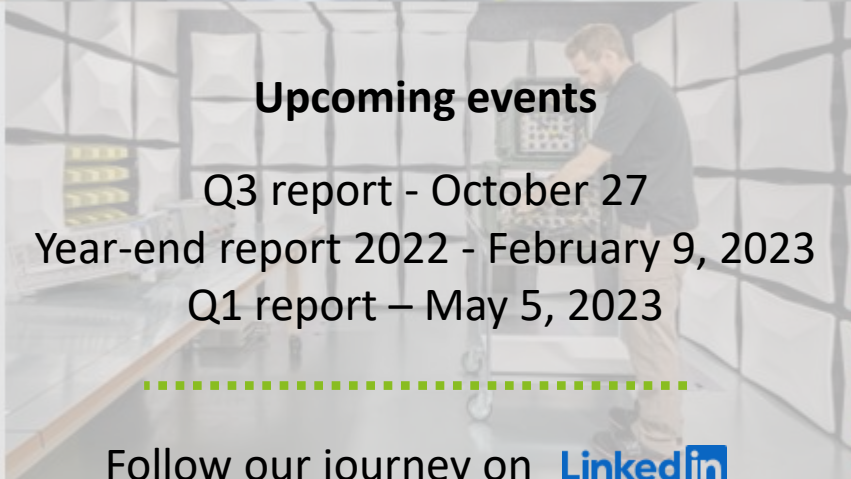 Upcoming events
Q3 report - October 27
Year-end report 2022 - February 9, 2023
Q1 report – May 5, 2023
Follow our journey on LinkedIn